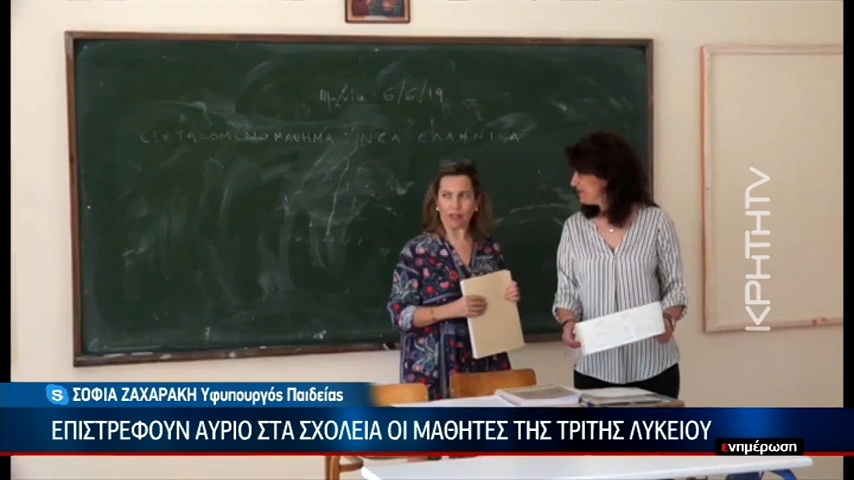 6/6/19
ΕΞΕΤΑΖΟΜΕΝΟ ΜΑΘΗΜΑ : ΝΕΑ ΕΛΛΗΝΙΚΑ
ΚΡΗΤΗTV
S ΣΟΦΙΑ ΖΑΧΑΡΑΚΗ Υφυπουργός Παιδείας
ΕΠΙΣΤΡΕΦΟΥΝ ΑΥΡΙΟ ΣΤΑ ΣΧΟΛΕΙΑ ΟΙ ΜΑΘΗΤΕΣ ΤΗΣ ΤΡΙΤΗΣ ΛΥΚΕΙΟΥ
ενημέρωση